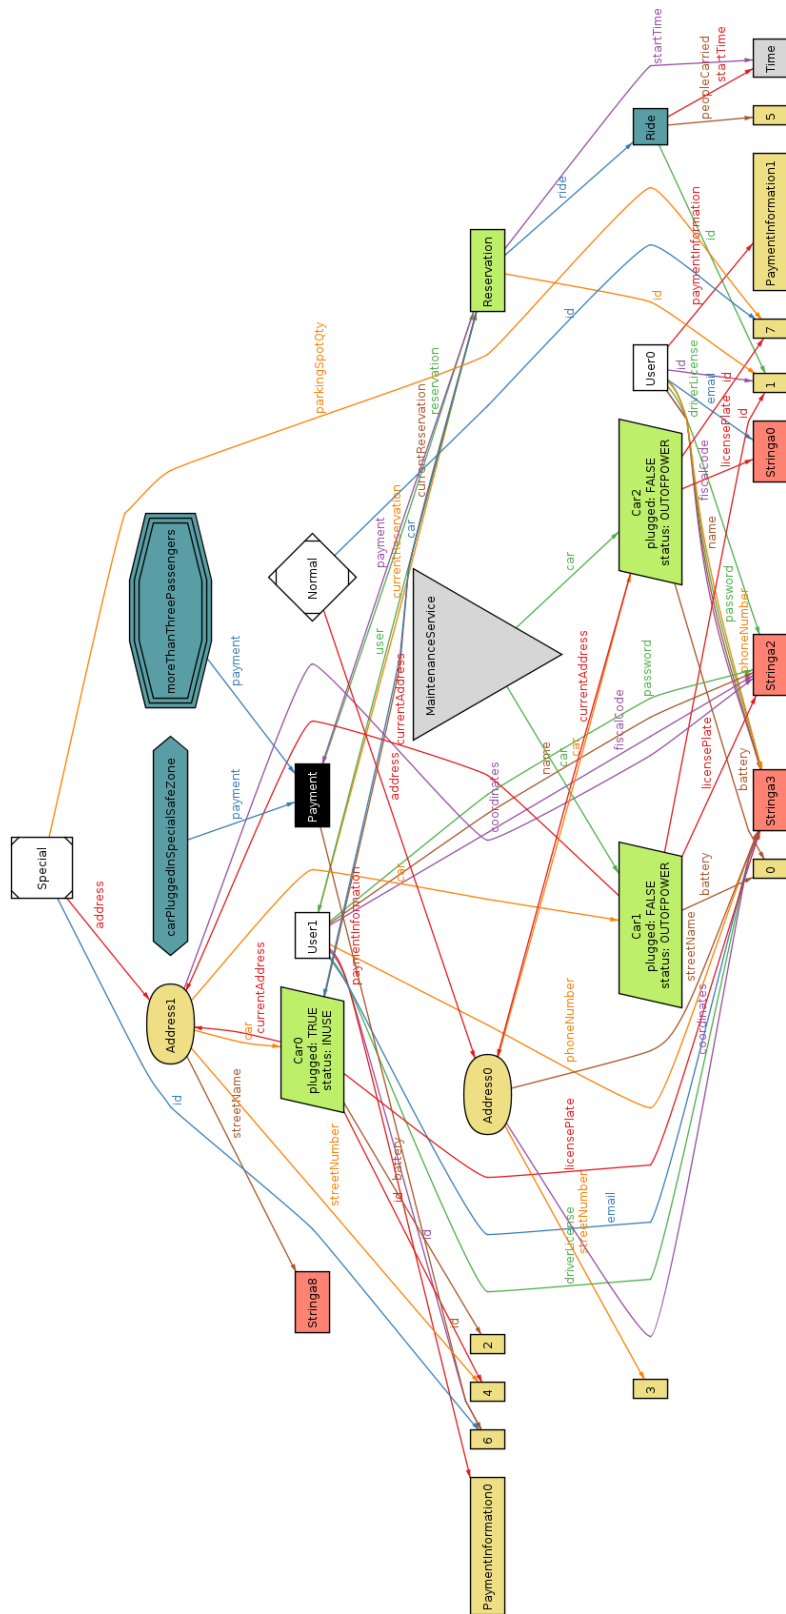 Special
address
Address1
carPluggedInSpecialSafeZone
moreThanThreePassengers
id
streetName
car
currentAddress
payment
payment
parkingSpotQty
Stringa8
Car0
plugged: TRUE
status: INUSE
User1
Payment
Normal
streetNumber
paymentInformation
battery
id
id
id
car
address
currentAddress
user
payment
currentReservation
car
currentReservation
reservation
PaymentInformation0
6
4
2
Address0
MaintenanceService
Reservation
streetNumber
driverLicense
email
licensePlate
phoneNumber
coordinates
name
car
car
fiscalCode
currentAddress
password
car
id
id
ride
3
Car1
plugged: FALSE
status: OUTOFPOWER
Car2
plugged: FALSE
status: OUTOFPOWER
User0
Ride
coordinates
streetName
battery
battery
licensePlate
phoneNumber
password
name
fiscalCode
licensePlate
id
email
id
driverLicense
id
paymentInformation
id
peopleCarried
startTime
startTime
0
Stringa3
Stringa2
Stringa0
1
7
PaymentInformation1
5
Time